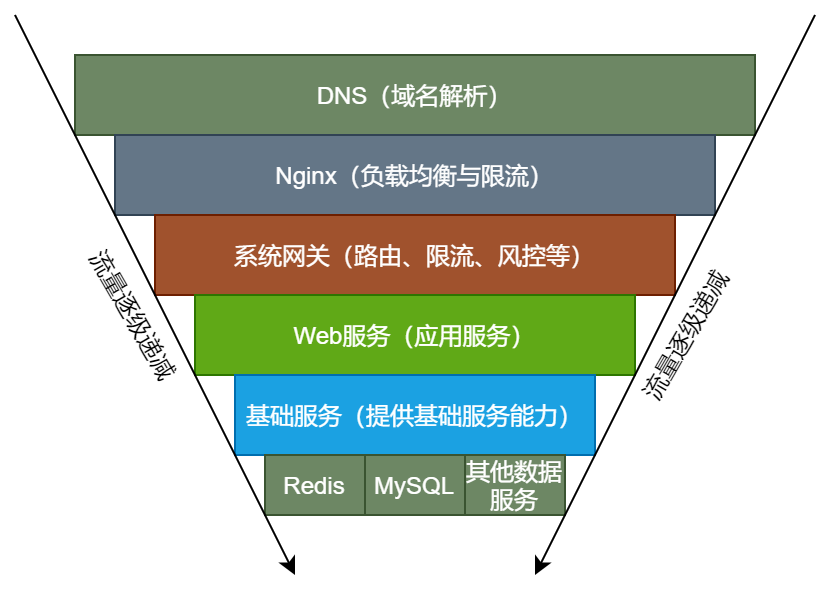 DNS（域名解析）
Nginx（负载均衡与限流）
系统网关（路由、限流、风控等）
流量逐级递减
流量逐级递减
Web服务（应用服务）
基础服务（提供基础服务能力）
Redis
MySQL
其他数据
服务